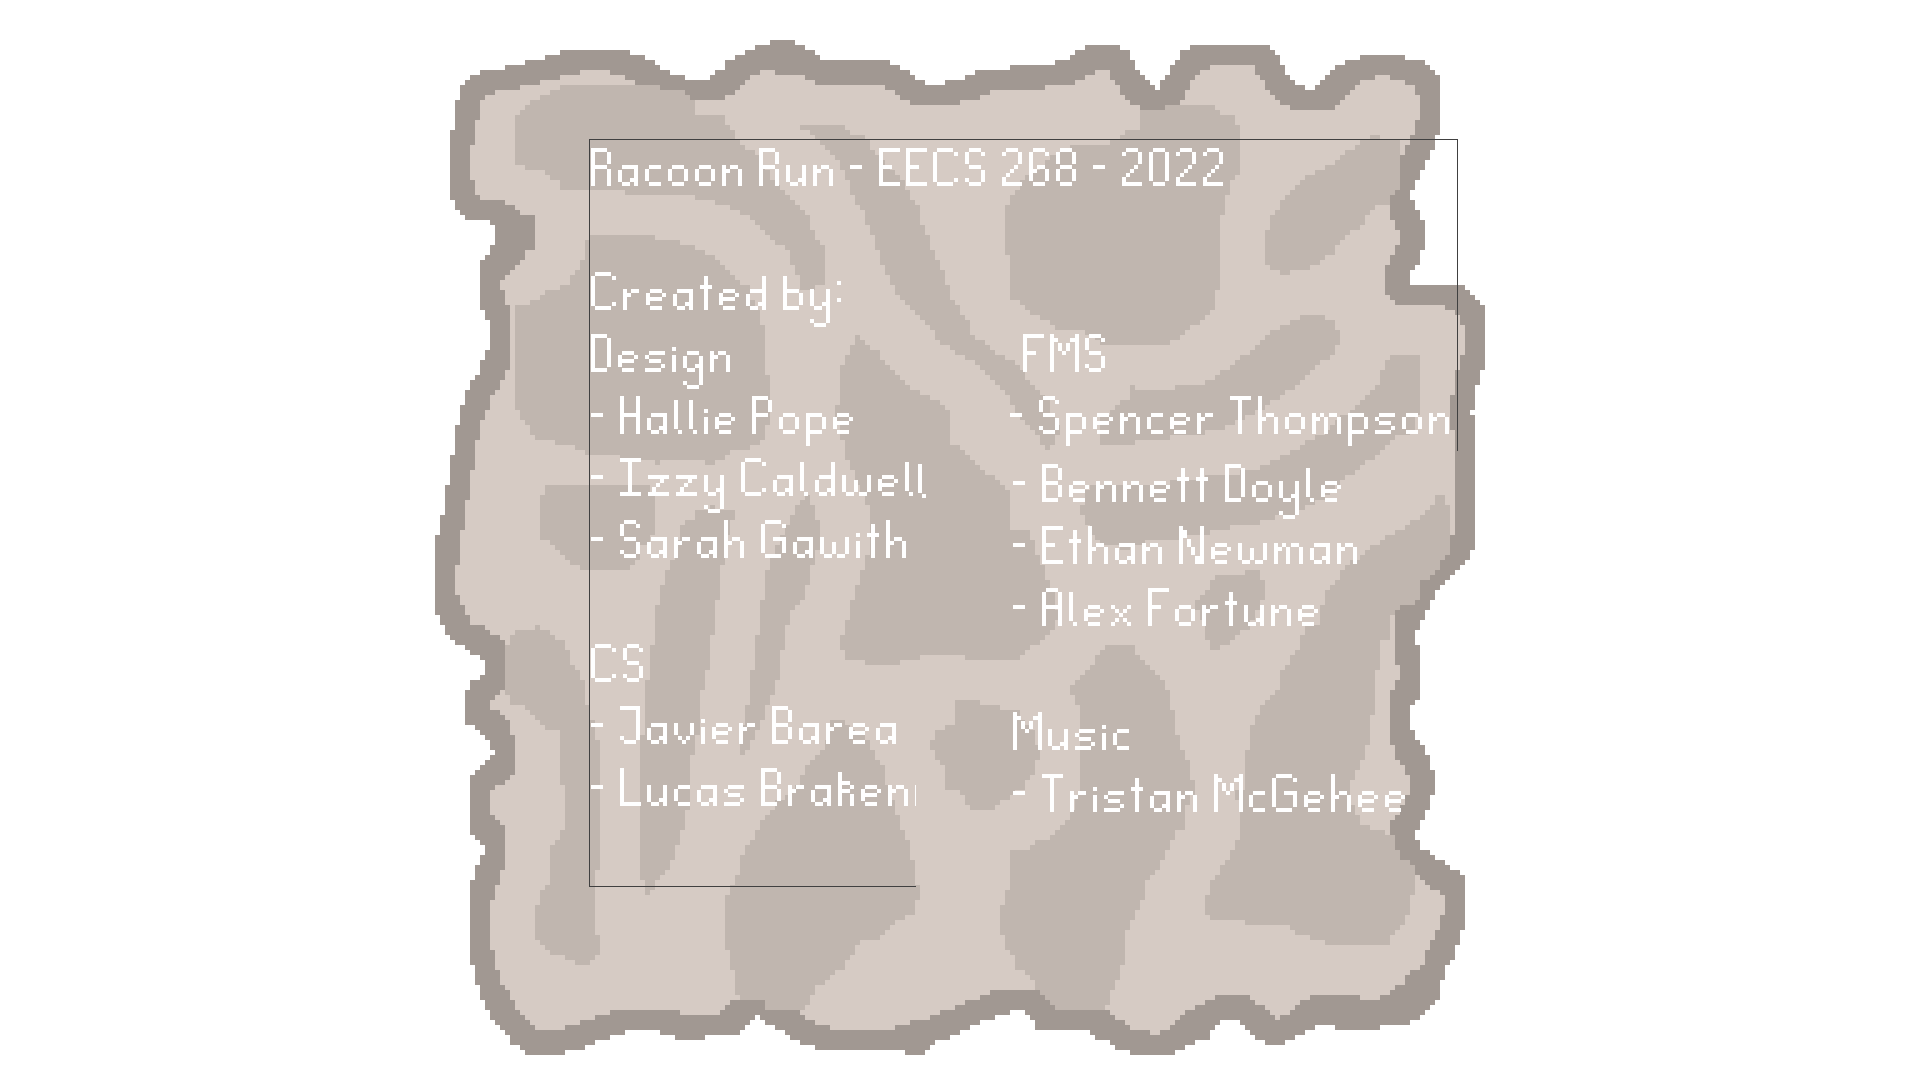 Racoon Run - EECS 268 - 2022
Created by:
Design
- Hallie Pope
- Izzy Caldwell
- Sarah Gawith
CS
- Javier Barea
- Lucas
FMS
- Spencer Thompson
- Bennett Doyle
- Ethan Newman
- Alex Fortune
Music
- Tristan McGehee